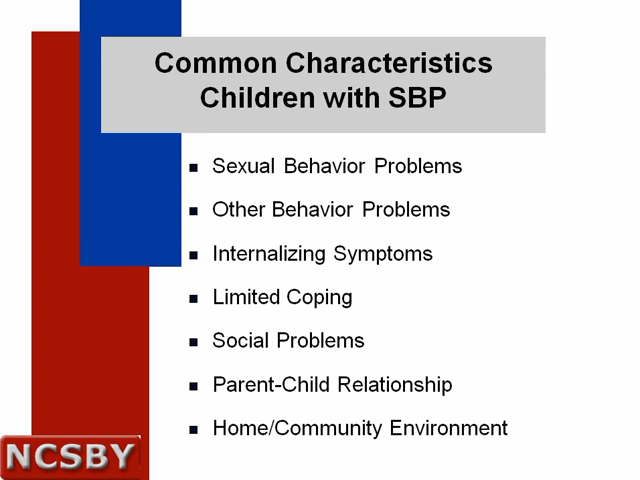 Common Characteristics
Children with SBP
Sexual Behavior Problems
Other Behavior Problems
Internalizing Symptoms
Limited Coping
Social Problems
Parent-Child Relationship
Home/Community Environment
NCSBY